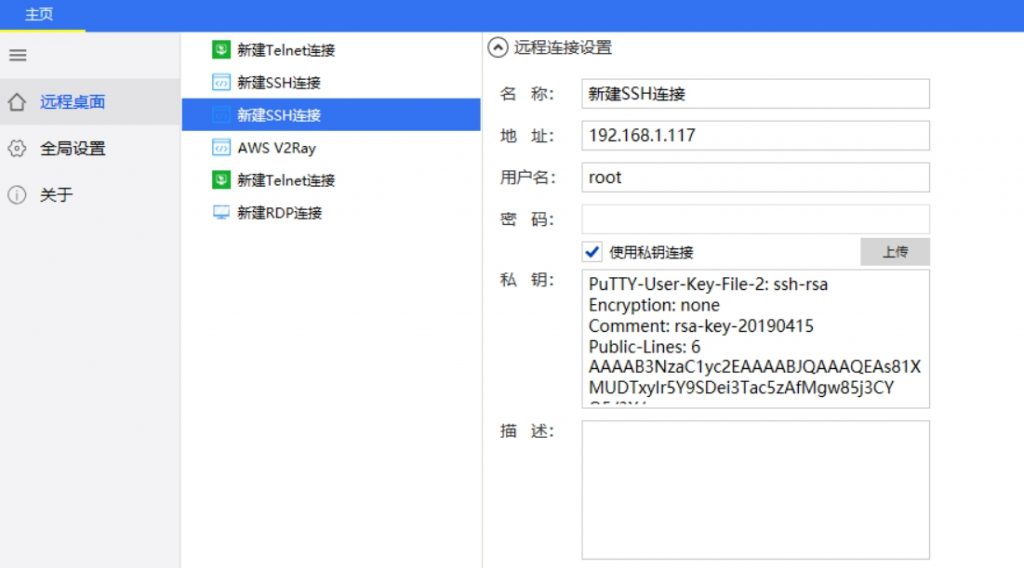 主页
远程桌面
全局设置
关于
新建Telnet连接
新建SSH连接
新建SSH连接
AWS V2Ray
新建Telnet连接
新建RDP连接
远程连接设置
名 称: 新建SSH连接
地 址: 192.168.1.117
用户名: root
密 码:
使用私钥连接 上传
私 钥: PuTTY-User-Key-File-2: ssh-rsa
Encryption: none
Comment: rsa-key-20190415
Public-Lines: 6
AAAAB3NzaC1yc2EAAAABJQAAAQEAs81X
MUDTxylr5Y9SDei3Tac5zAfMgw85j3CY
描 述: